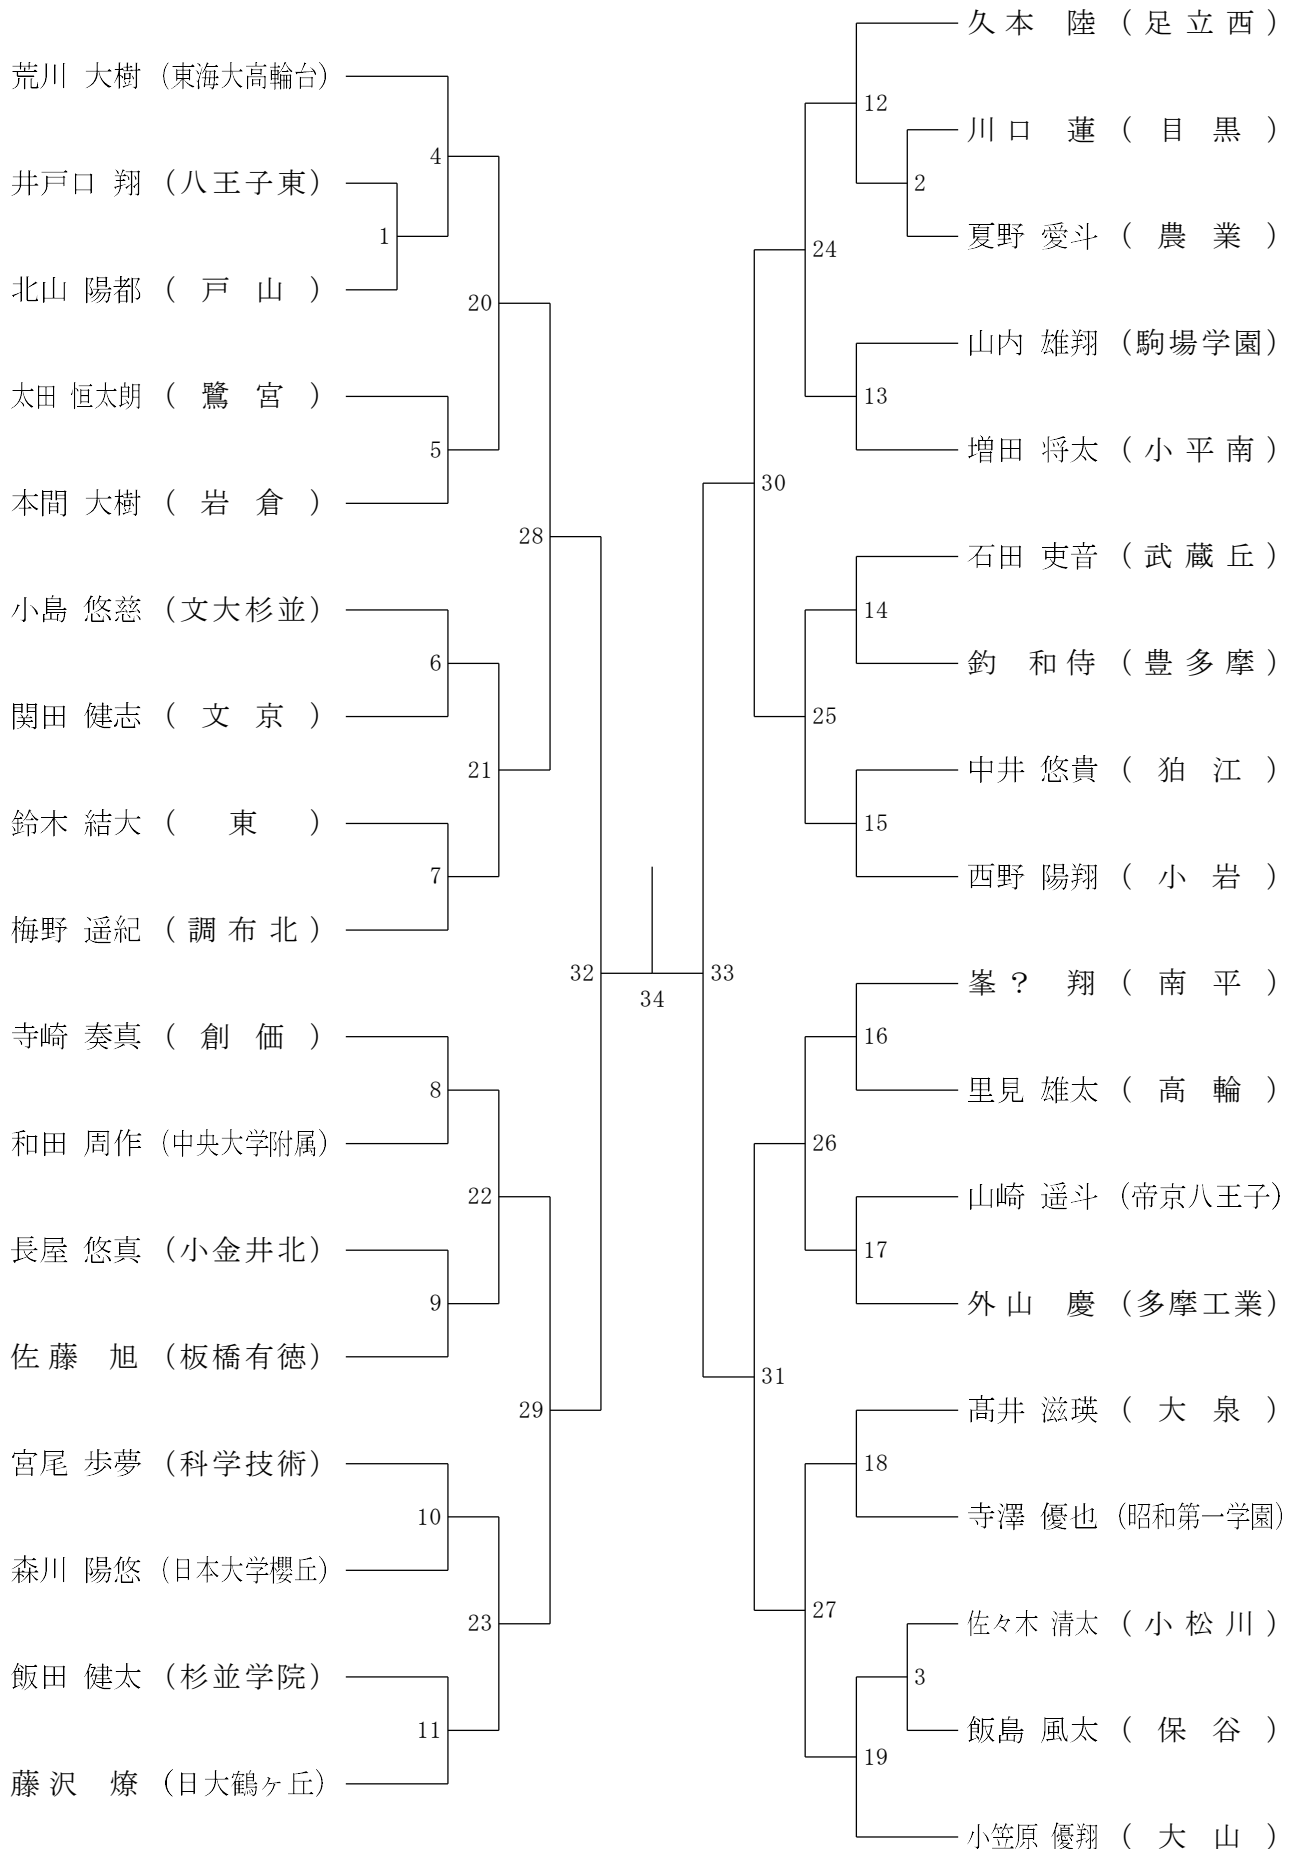 荒川 大樹 (東海大高輪台)
4
井戸口 翔 (八王子東)
1
北山 陽都 (戸山)
20
太田 恒太朗 (鷺宮)
5
本間 大樹 (岩倉)
28
小島 悠慈 (文大杉並)
6
関田 健志 (文京)
21
鈴木 結大 (東)
7
梅野 遥紀 (調布北)
32
寺崎 奏真 (創価)
8
和田 周作 (中央大学附属)
22
長屋 悠真 (小金井北)
9
佐藤 旭 (板橋有徳)
29
宮尾 歩夢 (科学技術)
10
森川 陽悠 (日本大学櫻丘)
23
飯田 健太 (杉並学院)
11
藤沢 燎 (日大鶴ヶ丘)
34
久本 陸 (足立西)
12
川口 蓮 (目黒)
2
夏野 愛斗 (農業)
24
山内 雄翔 (駒場学園)
13
増田 将太 (小平南)
30
石田 吏音 (武蔵丘)
14
釣 和侍 (豊多摩)
25
中井 悠貴 (狛江)
15
西野 陽翔 (小岩)
33
峯? 翔 (南平)
16
里見 雄太 (高輪)
26
山崎 遥斗 (帝京八王子)
17
外山 慶 (多摩工業)
31
髙井 滋瑛 (大泉)
18
寺澤 優也 (昭和第一学園)
27
佐々木 清太 (小松川)
3
飯島 風太 (保谷)
19
小笠原 優翔 (大山)